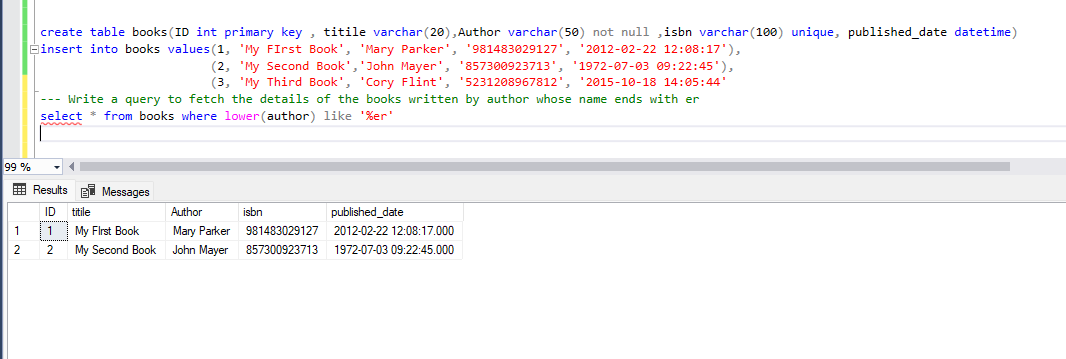 create table books(ID int primary key , titile varchar(20),Author varchar(50) not null ,isbn varchar(100) unique, published_date datetime)
insert into books values(1, 'My FIrst Book', 'Mary Parker', '981483029127', '2012-02-22 12:08:17'),
(2, 'My Second Book','John Mayer', '857300923713', '1972-07-03 09:22:45'),
(3, 'My Third Book', 'Cory Flint', '5231208967812', '2015-10-18 14:05:44'
--- Write a query to fetch the details of the books written by author whose name ends with er
select * from books where lower(author) like '%er'
99 %
Results Messages
ID titile Author isbn published_date
1 1 My FIrst Book Mary Parker 981483029127 2012-02-22 12:08:17.000
2 2 My Second Book John Mayer 857300923713 1972-07-03 09:22:45.000